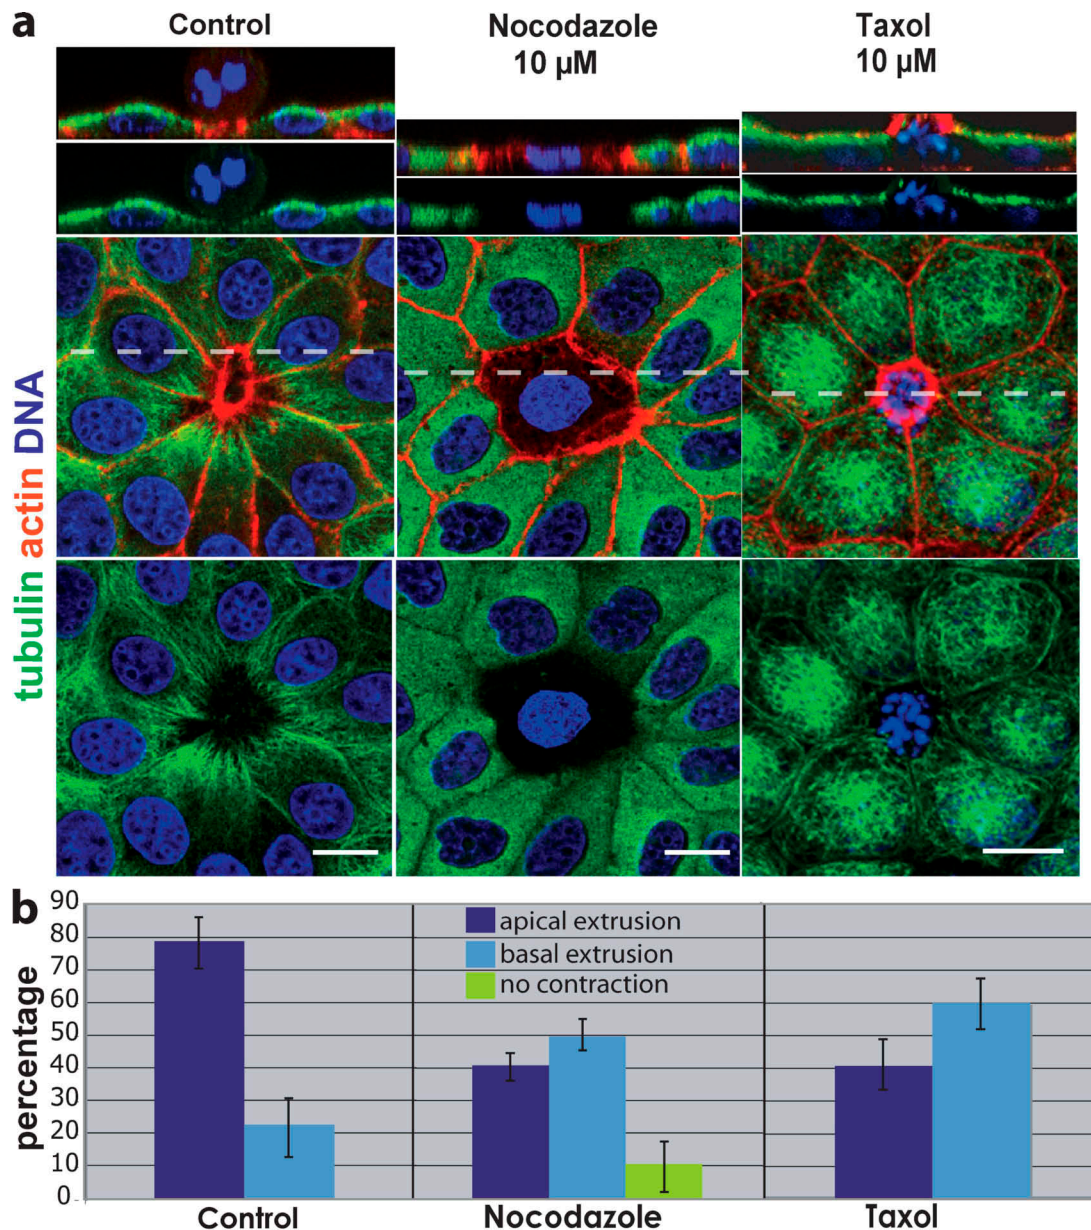 a
Control
Nocodazole
10 µM
Taxol
10 µM
tubulin actin DNA
b
percentage
90
80
70
60
50
40
30
20
10
0
apical extrusion
basal extrusion
no contraction
Control
Nocodazole
Taxol